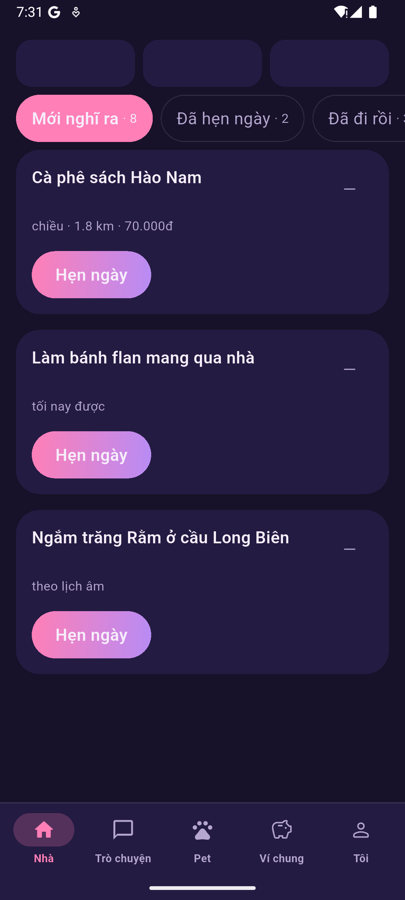 7:31
Mới nghĩ ra · 8
Đã hẹn ngày · 2
Đã đi rồi ·
Cà phê sách Hào Nam
—
chiều · 1.8 km · 70.000đ
Hẹn ngày
Làm bánh flan mang qua nhà
—
tối nay được
Hẹn ngày
Ngắm trăng Rằm ở cầu Long Biên
—
theo lịch âm
Hẹn ngày
Nhà
Trò chuyện
Pet
Ví chung
Tôi